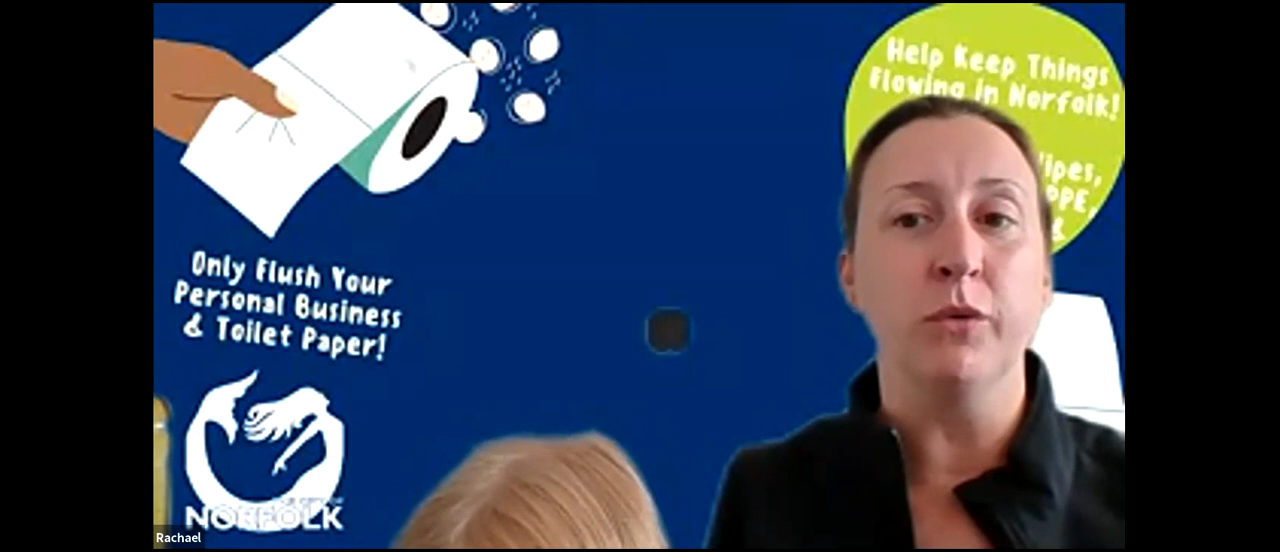 Help Keep Things
Flowing in Norfolk!
Only Flush Your
Personal Business
& Toilet Paper!
NORFOLK
Rachael